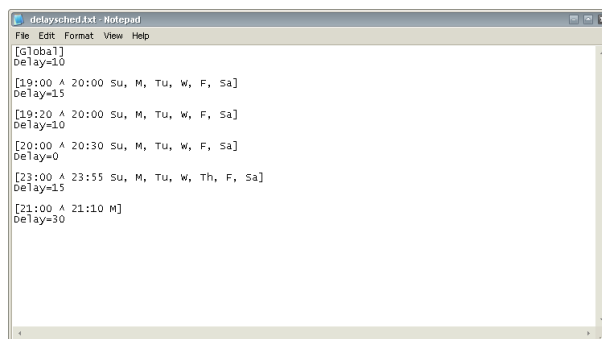 delaysched.txt - Notepad
File Edit Format View Help
[Global]
Delay=10
[19:00 ^ 20:00 Su, M, Tu, W, F, Sa]
Delay=15
[19:20 ^ 20:00 Su, M, Tu, W, F, Sa]
Delay=10
[20:00 ^ 20:30 Su, M, Tu, W, F, Sa]
Delay=0
[23:00 ^ 23:55 Su, M, Tu, W, Th, F, Sa]
Delay=15
[21:00 ^ 21:10 M]
Delay=30